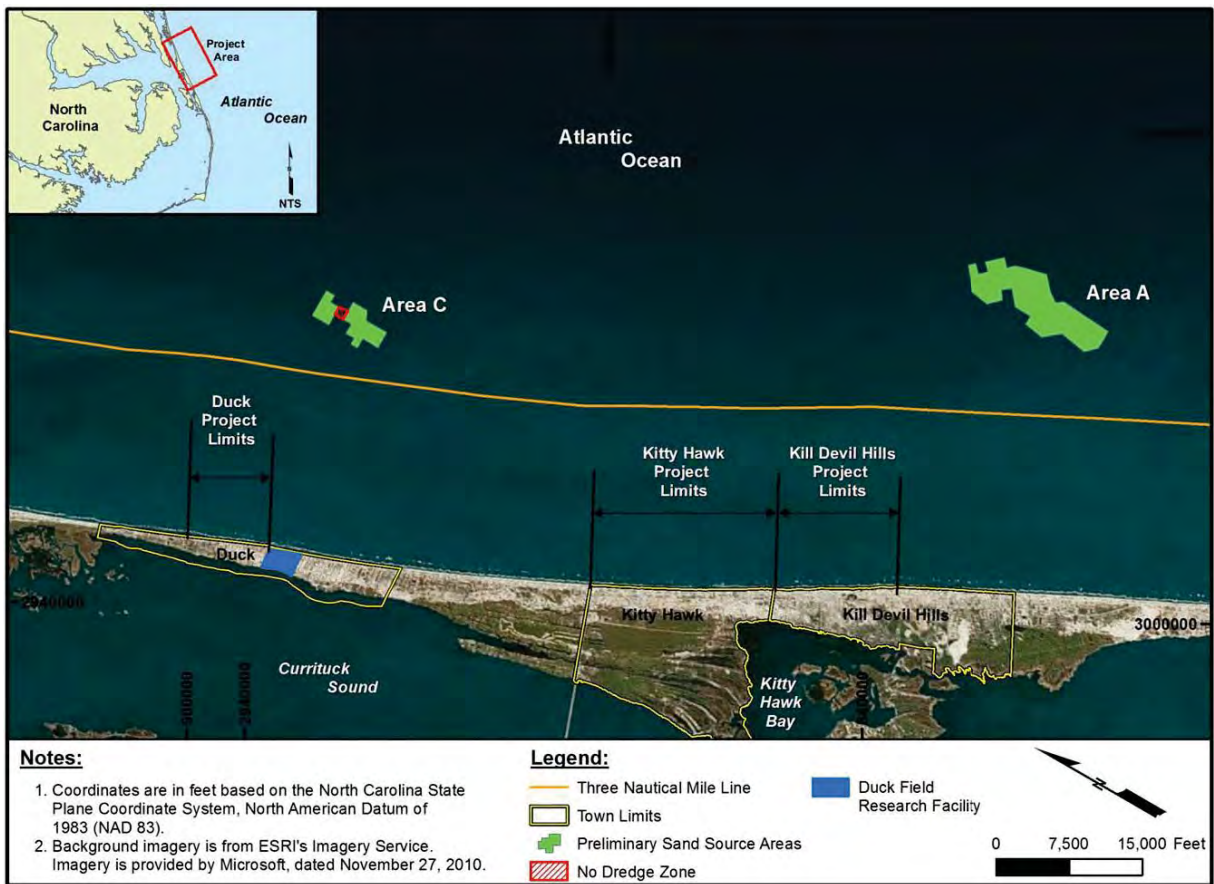 Project
Area
North
Carolina
Atlantic
Ocean
N
NTS
Atlantic
Ocean
Area C
Area A
Duck
Project
Limits
Kitty Hawk
Project
Limits
Kill Devil Hills
Project
Limits
Duck
Kitty Hawk
Kill Devil Hills
2940000
3000000
Currituck
Sound
Kitty
Hawk
Bay
900000
2940000
Notes:
1. Coordinates are in feet based on the North Carolina State
Plane Coordinate System, North American Datum of
1983 (NAD 83).
2. Background imagery is from ESRI's Imagery Service.
Imagery is provided by Microsoft, dated November 27, 2010.
Legend:
Three Nautical Mile Line
Town Limits
Preliminary Sand Source Areas
No Dredge Zone
Duck Field
Research Facility
N
0 7,500 15,000 Feet